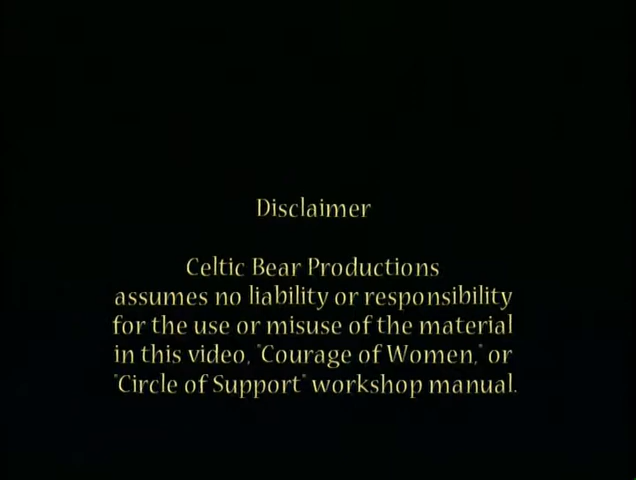 Disclaimer
Celtic Bear Productions
assumes no liability or responsibility
for the use or misuse of the material
in this video, "Courage of Women," or
"Circle of Support" workshop manual.